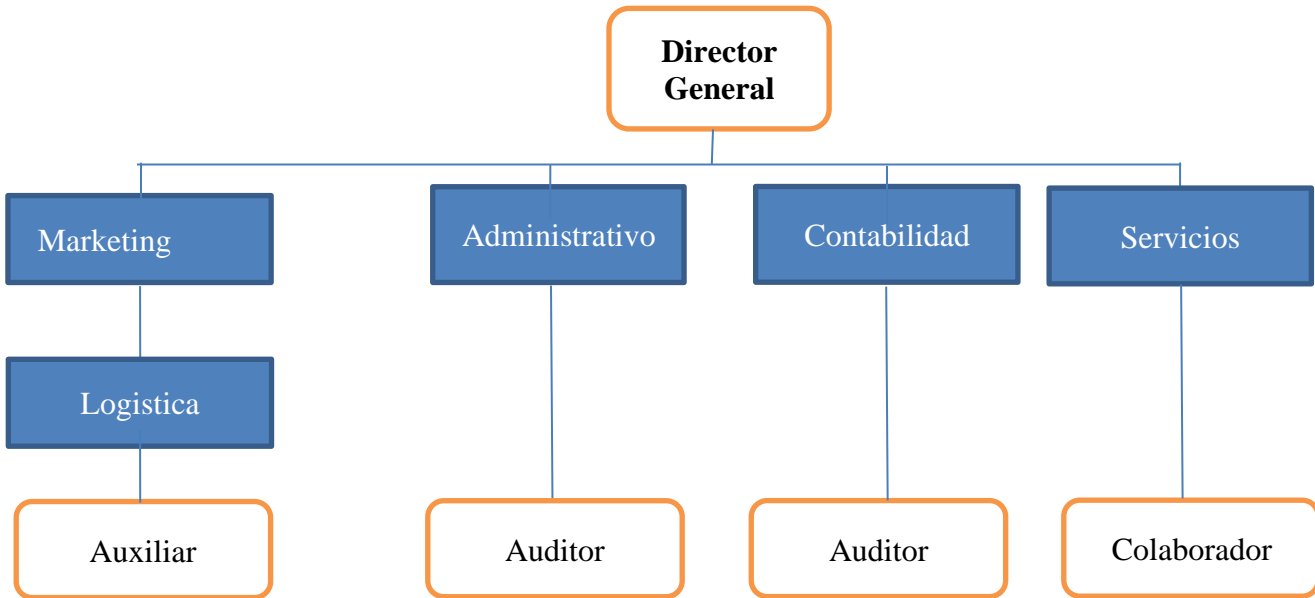 Director
General
Marketing
Administrativo
Contabilidad
Servicios
Logistica
Auxiliar
Auditor
Auditor
Colaborador